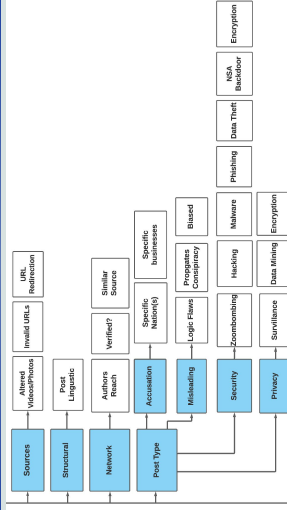 Sources
Altered
Videos/Photos
Invalid URLs
URL
Redirection
Structural
Post
Lingustic
Network
Authors
Reach
Verified?
Similar
Source
Post Type
Accusation
Specific
Nation(s)
Specific
businesses
Misleading
Logic Flaws
Propgates
Conspiracy
Biased
Security
Zoombombing
Hacking
Malware
Phishing
Data Theft
NSA
Backdoor
Encryption
Privacy
Survillance
Data Mining
Encryption